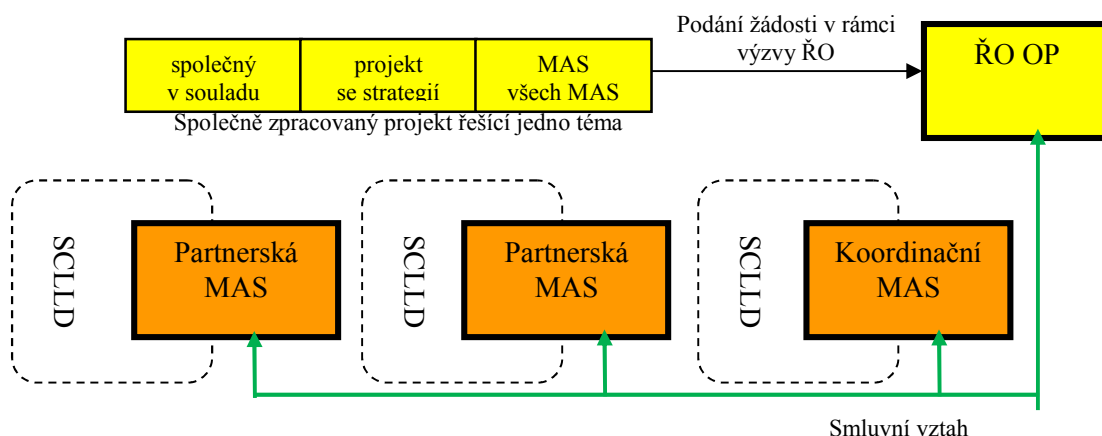 Podání žádosti v rámci
výzvy ŘO
ŘO OP
společný
v souladu
projekt
se strategií
MAS
všech MAS
Společně zpracovaný projekt řešící jedno téma
SCLLD
Partnerská
MAS
SCLLD
Partnerská
MAS
SCLLD
Koordinační
MAS
Smluvní vztah